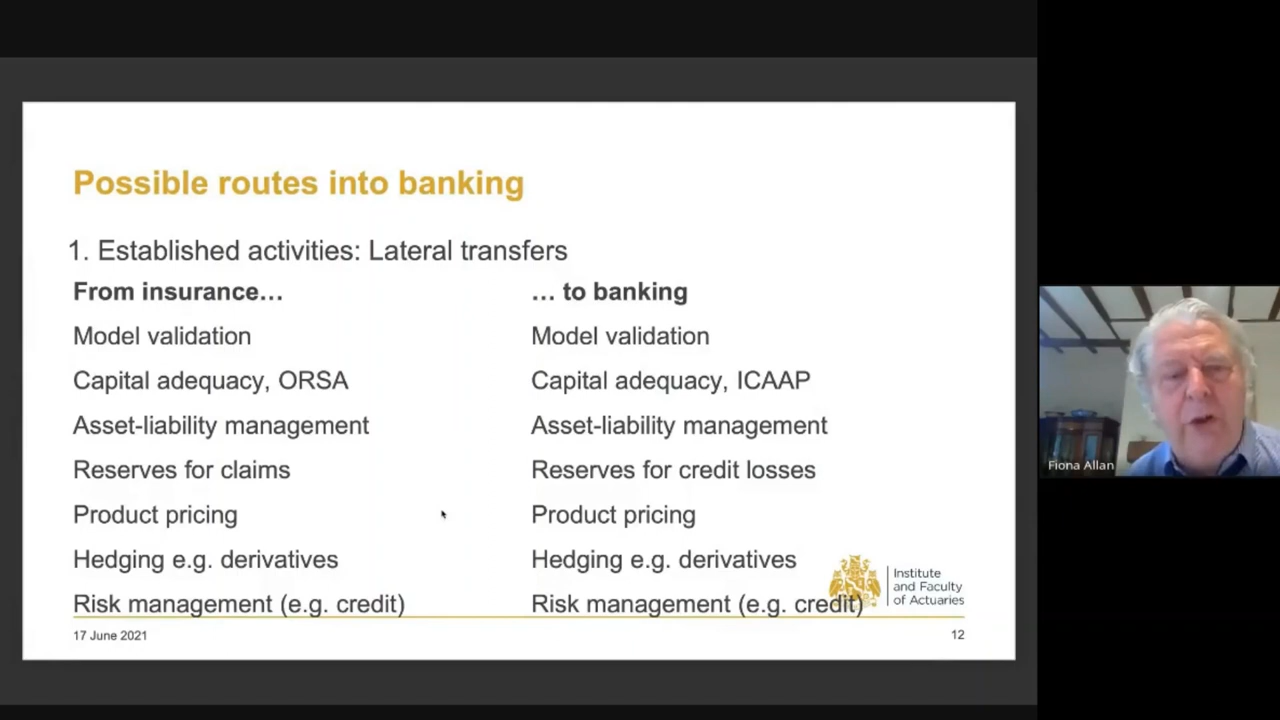 Possible routes into banking
1. Established activities: Lateral transfers
From insurance… … to banking
Model validation Model validation
Capital adequacy, ORSA Capital adequacy, ICAAP
Asset-liability management Asset-liability management
Reserves for claims Reserves for credit losses
Product pricing Product pricing
Hedging e.g. derivatives Hedging e.g. derivatives
Risk management (e.g. credit) Risk management (e.g. credit)
Institute
and Faculty
of Actuaries
17 June 2021 12
Fiona Allan